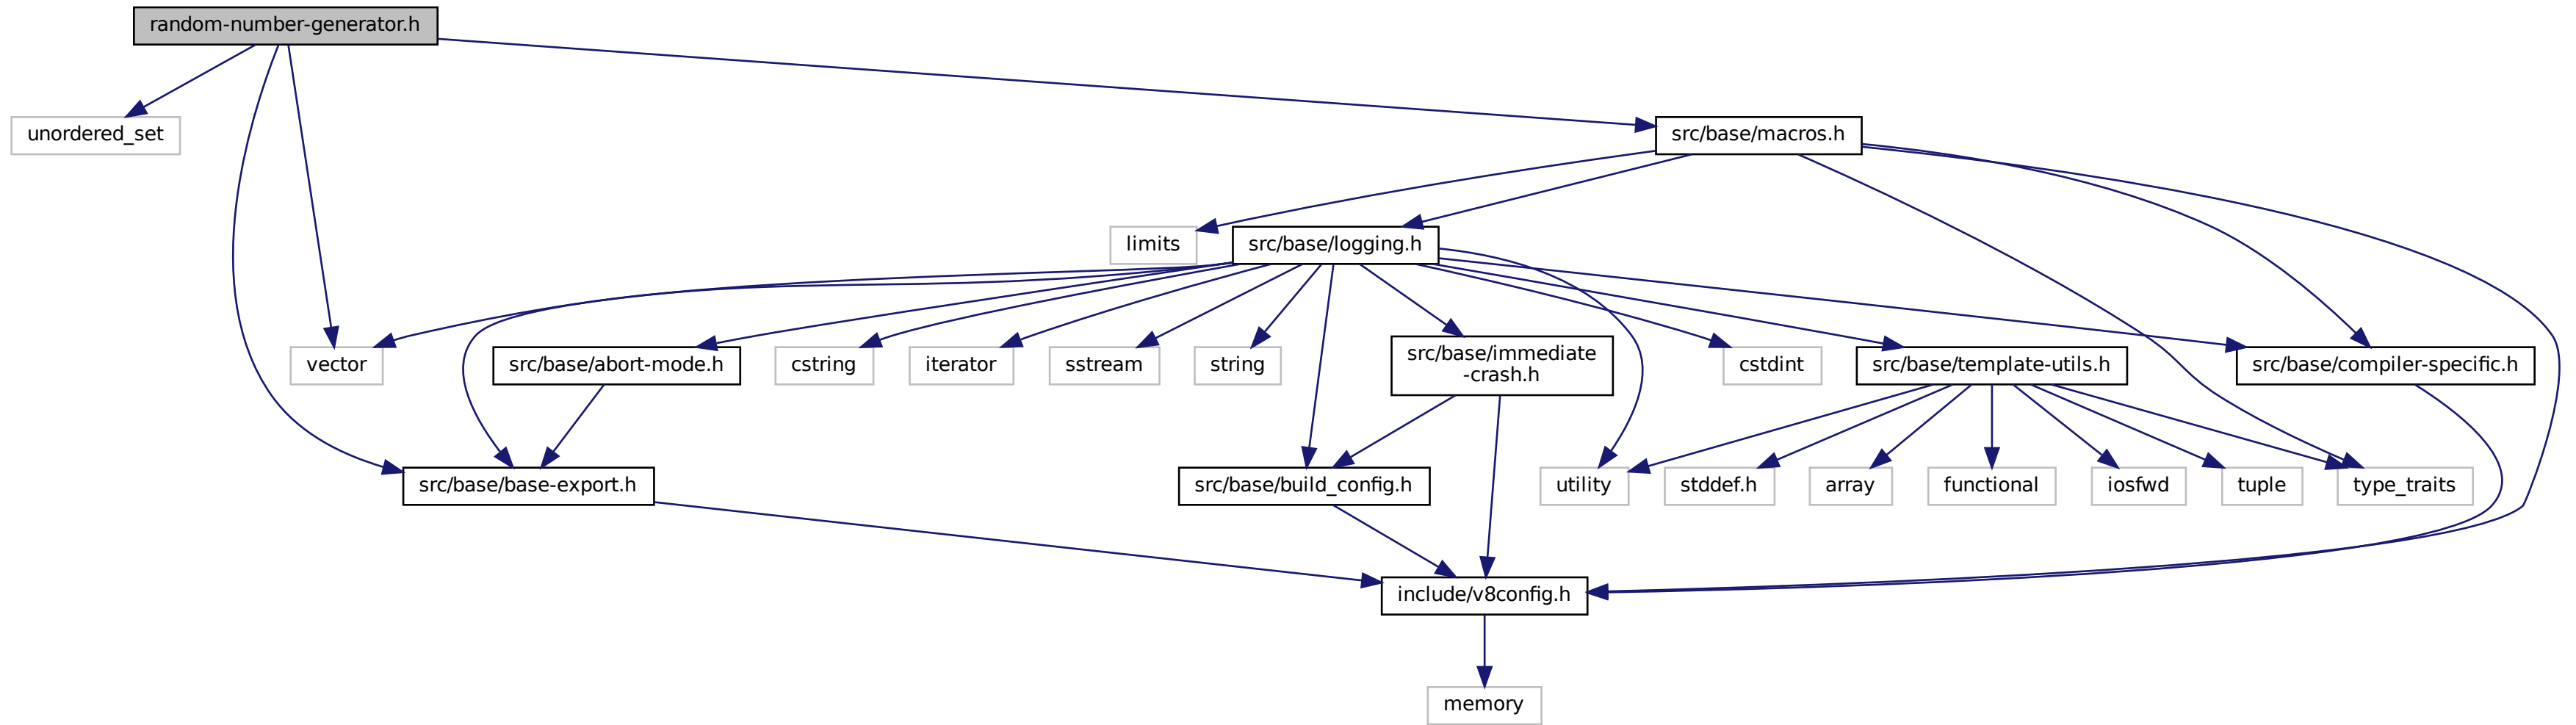 random-number-generator.h
unordered_set
src/base/macros.h
limits
src/base/logging.h
vector
src/base/abort-mode.h
cstring
iterator
sstream
string
src/base/immediate
-crash.h
cstdint
src/base/template-utils.h
src/base/compiler-specific.h
src/base/base-export.h
src/base/build_config.h
utility
stddef.h
array
functional
iosfwd
tuple
type_traits
include/v8config.h
memory